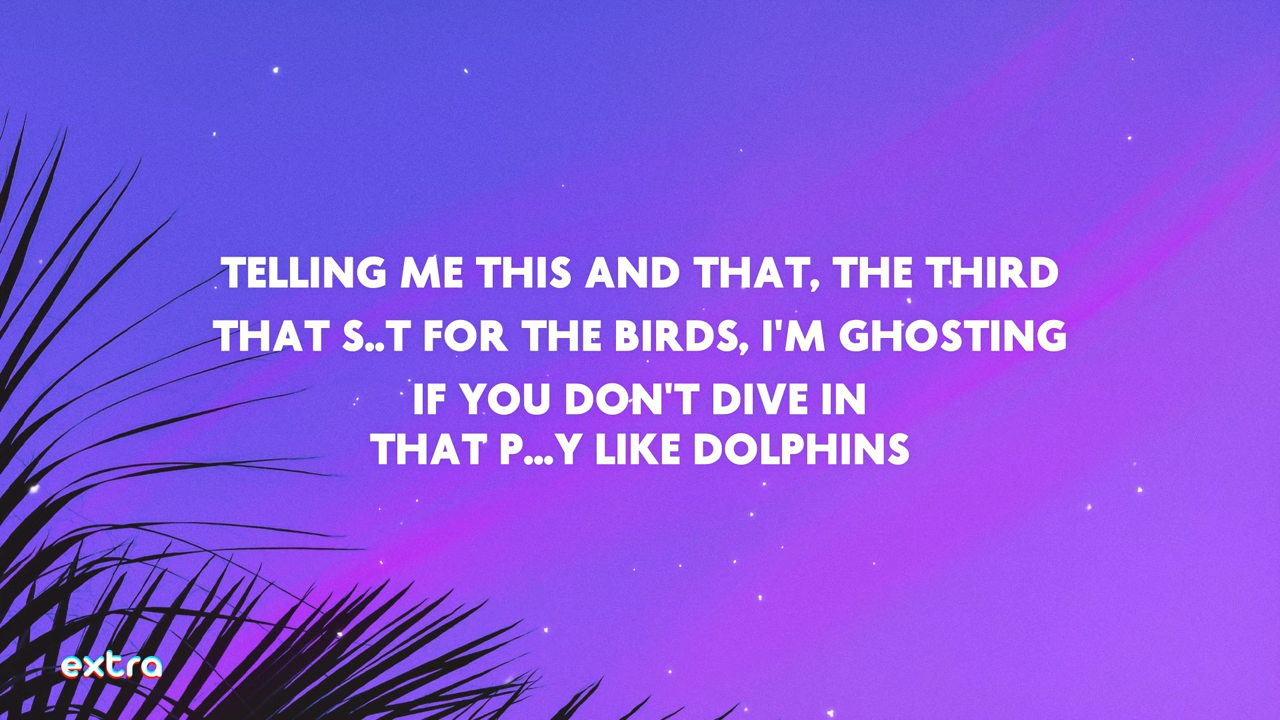 TELLING ME THIS AND THAT, THE THIRD
THAT S..T FOR THE BIRDS, I'M GHOSTING
IF YOU DON'T DIVE IN
THAT P...Y LIKE DOLPHINS
extra